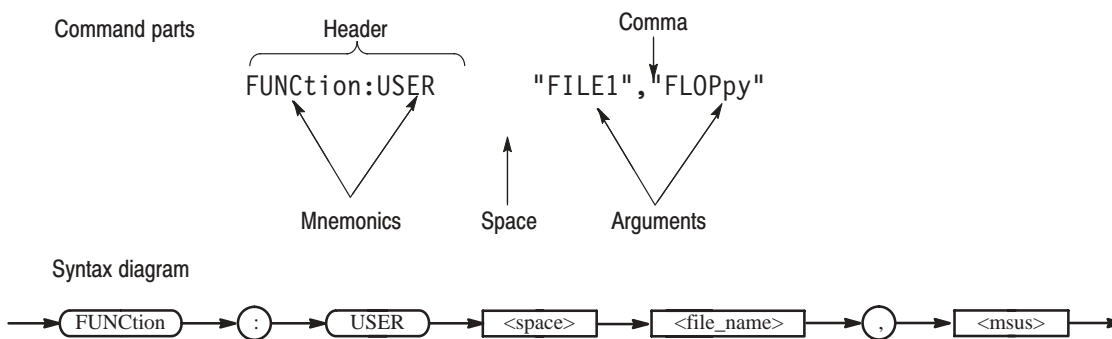 Command parts Header Comma
FUNCtion:USER "FILE1","FLOPpy"
Mnemonics Space Arguments
Syntax diagram
FUNCtion : USER <space> <file_name> , <msus>